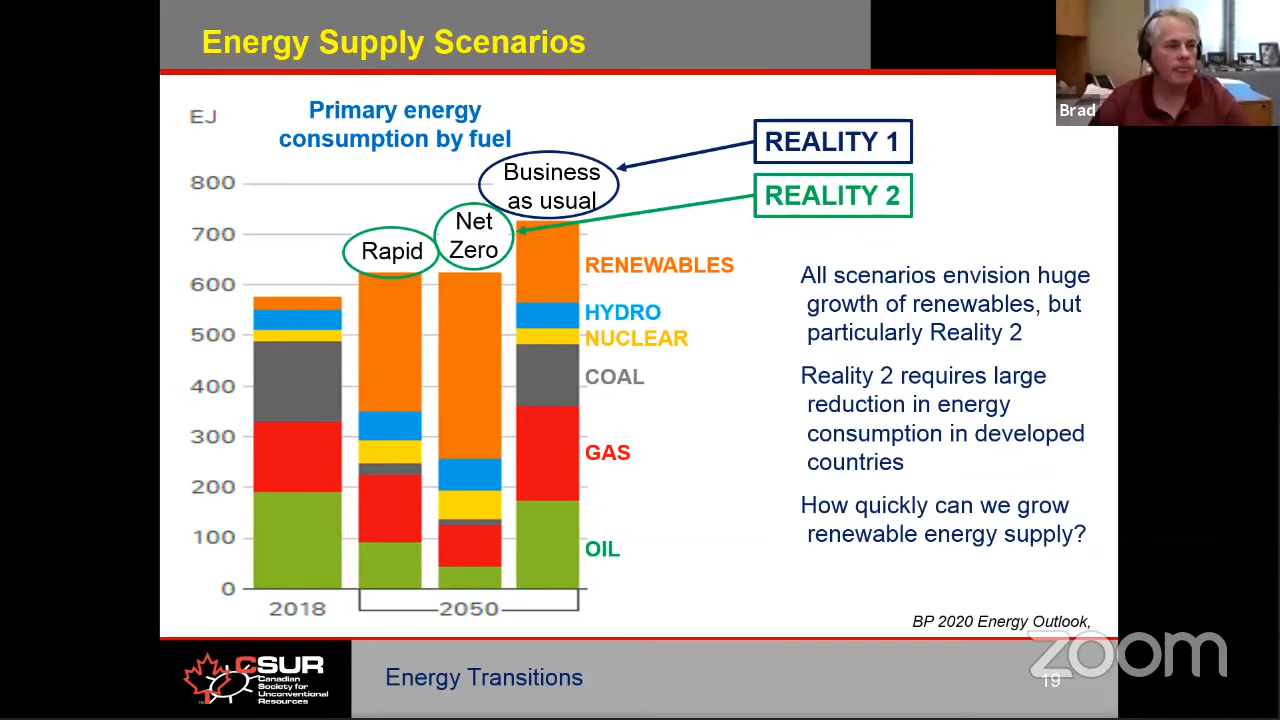 Energy Supply Scenarios
Brad
EJ
Primary energy
consumption by fuel
REALITY 1
REALITY 2
800
700
600
500
400
300
200
100
0
Rapid
Net
Zero
Business
as usual
RENEWABLES
HYDRO
NUCLEAR
COAL
GAS
OIL
2018
2050
All scenarios envision huge
growth of renewables, but
particularly Reality 2
Reality 2 requires large
reduction in energy
consumption in developed
countries
How quickly can we grow
renewable energy supply?
BP 2020 Energy Outlook,
CSUR
Canadian
Society for
Unconventional
Resources
TM
Energy Transitions
19
zoom